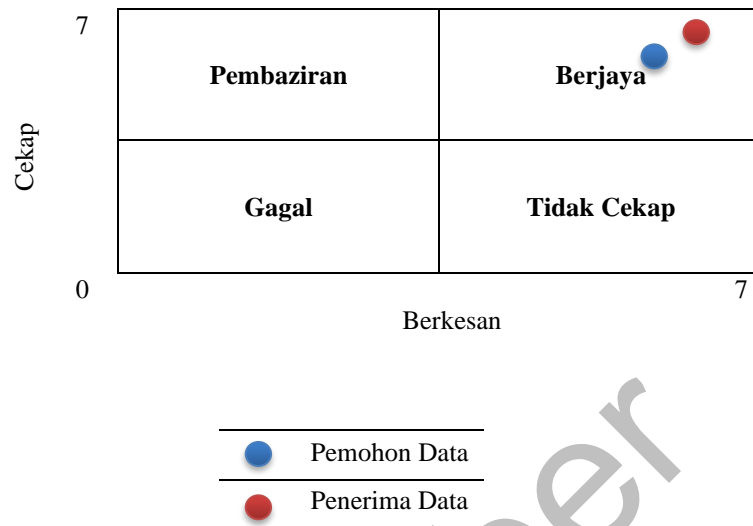 7
Pembaziran
Berjaya
Cekap
Gagal
Tidak Cekap
0
7
Berkesan
Pemohon Data
Penerima Data